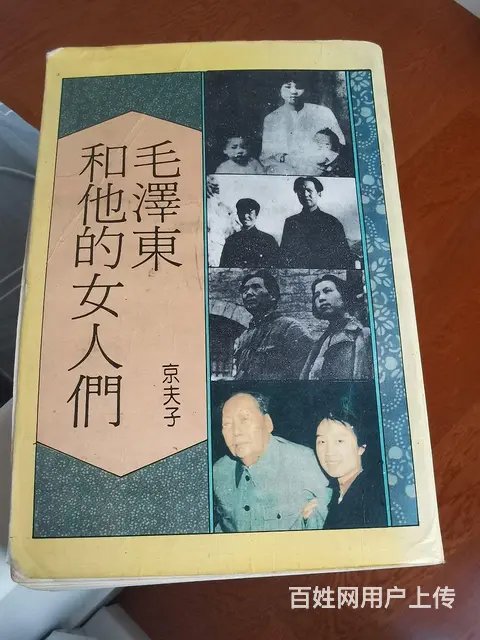 毛澤東
和他的女人們
京夫子
百姓网用户上传